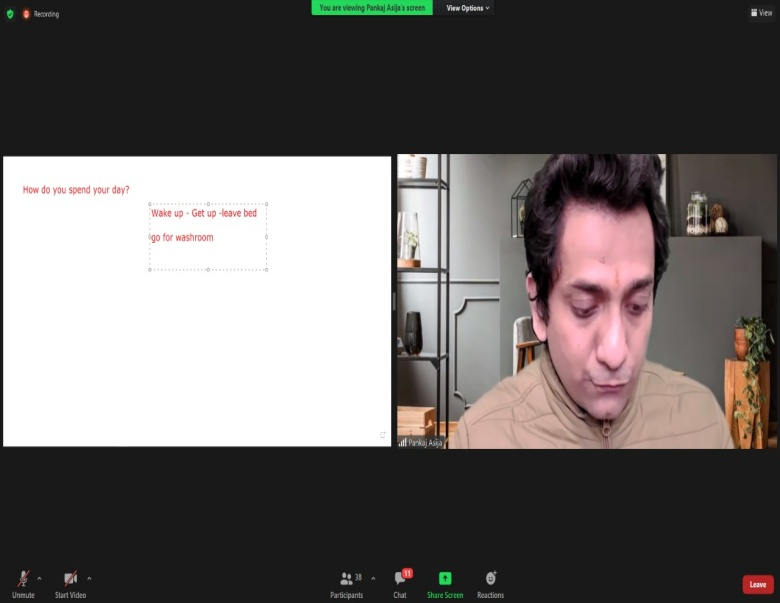 Recording
You are viewing Pankaj Asija's screen
View Options
View
How do you spend your day?
Wake up - Get up -leave bed
go for washroom
Pankaj Asija
Unmute
Start Video
38
Participants
11
Chat
Share Screen
Reactions
Leave